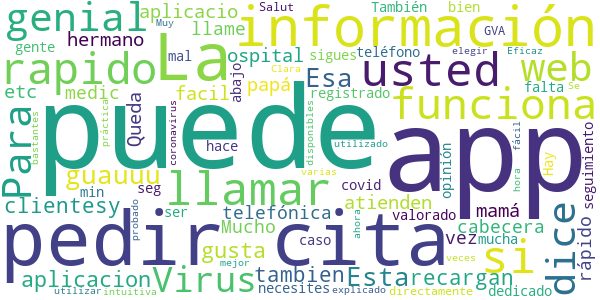 genial
aplicacio
Salut
También
bien
elegir
Eficaz
Muy
gente
hermano
llame
información
GVA
rapido
La
mal
ospital
sigues
teléfono
usted
web
abajo
etc
medic
facil
papá
Esa
registrado
falta
Se
Clara
Para
bastantes
práctica
Queda
coronavirus
hace
puede
disponibles
utilizado
app
funciona
opinión
Hay
hora
fácil
seguimiento
guauuu
min
seg
llamar
varias
covid
atienden
dice
si
rápido
clientesy
ser
telefónica
valorado
mamá
cabecera
pedir cita
probado
Mucho
gusta
caso
ahora
vez
mucha
aplicacion
Virus
tambien
Esta
recargan
necesites
veces
dedicado
utilizar
intuitiva
mejor
explicado
directamente